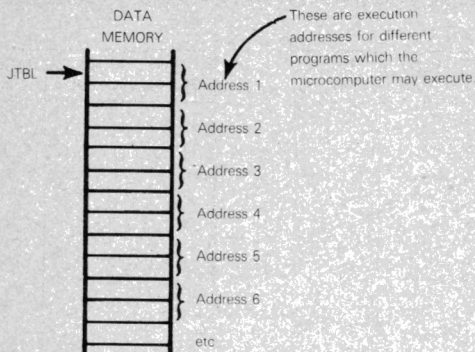 DATA
MEMORY
These are execution
addresses for different
programs which the
microcomputer may execute
JTBL
Address 1
Address 2
Address 3
Address 4
Address 5
Address 6
etc